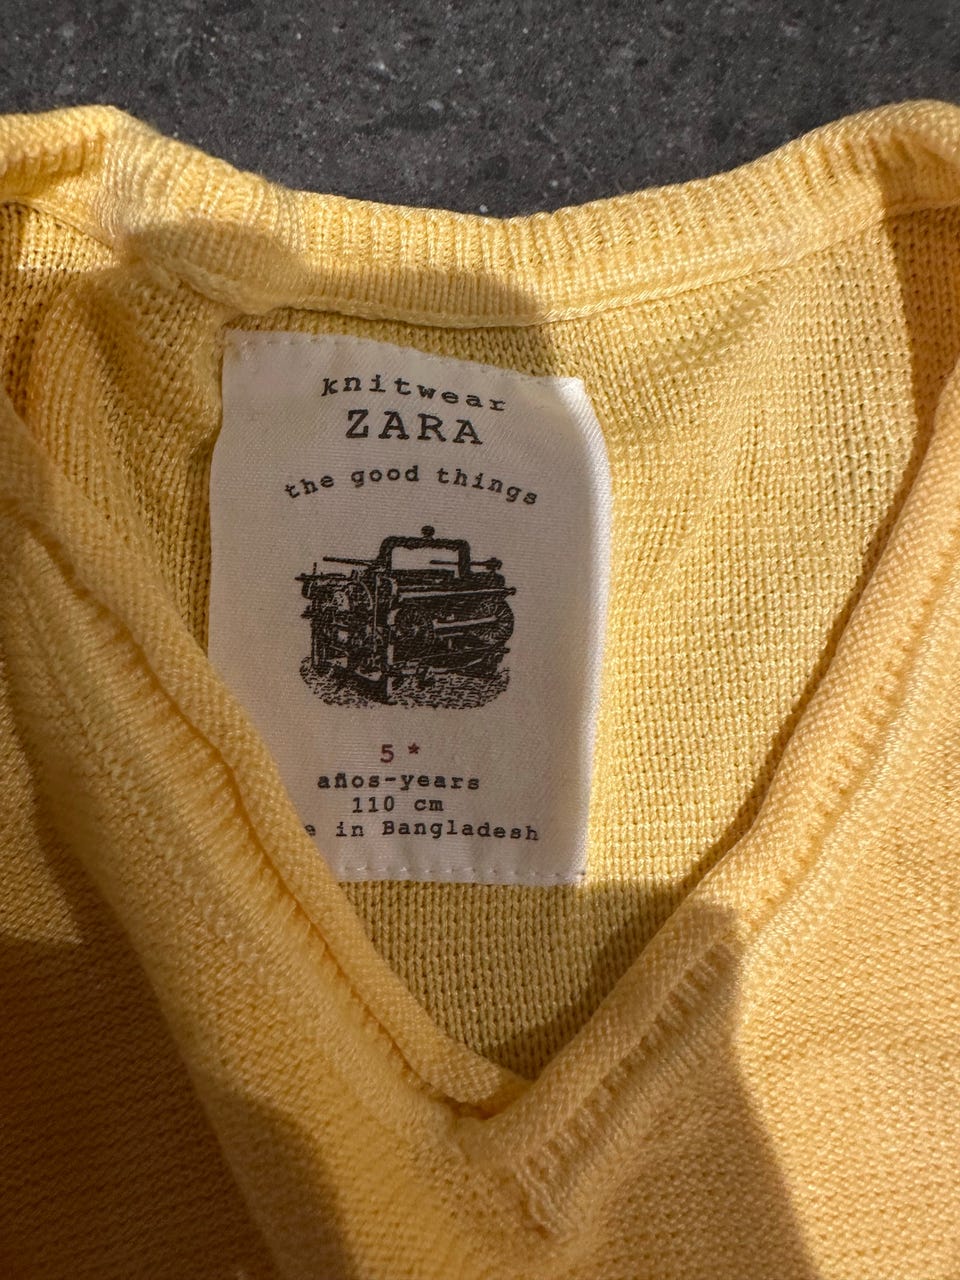 knitwear
ZARA
the good things
5 *
años-years
110 cm
e in Bangladesh